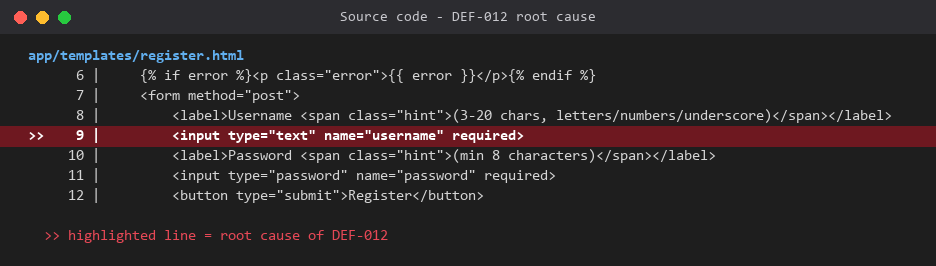 Source code - DEF-012 root cause
app/templates/register.html
6 | {% if error %}<p class="error">{{ error }}</p>{% endif %}
7 | <form method="post">
8 | <label>Username <span class="hint">(3-20 chars, letters/numbers/underscore)</span></label>
>> 9 | <input type="text" name="username" required>
10 | <label>Password <span class="hint">(min 8 characters)</span></label>
11 | <input type="password" name="password" required>
12 | <button type="submit">Register</button>
>> highlighted line = root cause of DEF-012